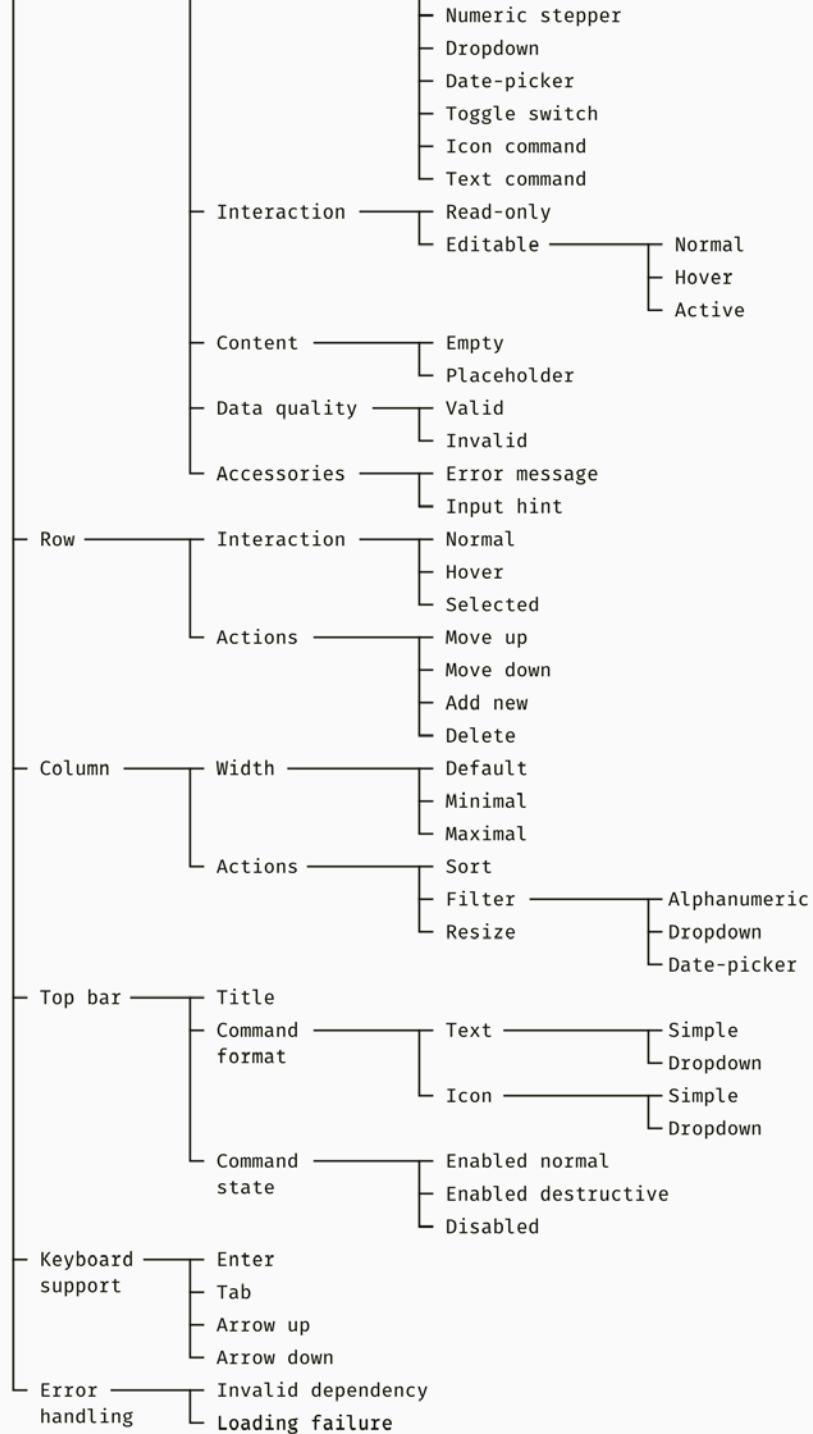 Numeric stepper
Dropdown
Date-picker
Toggle switch
Icon command
Text command
Interaction Read-only
Editable Normal
Hover
Active
Content Empty
Placeholder
Data quality Valid
Invalid
Accessories Error message
Input hint
Row Interaction Normal
Hover
Selected
Actions Move up
Move down
Add new
Delete
Column Width Default
Minimal
Maximal
Actions Sort
Filter Alphanumeric
Resize Dropdown
Date-picker
Top bar Title
Command Text Simple
format Dropdown
Icon Simple
Dropdown
Command Enabled normal
state Enabled destructive
Disabled
Keyboard Enter
support Tab
Arrow up
Arrow down
Error Invalid dependency
handling Loading failure